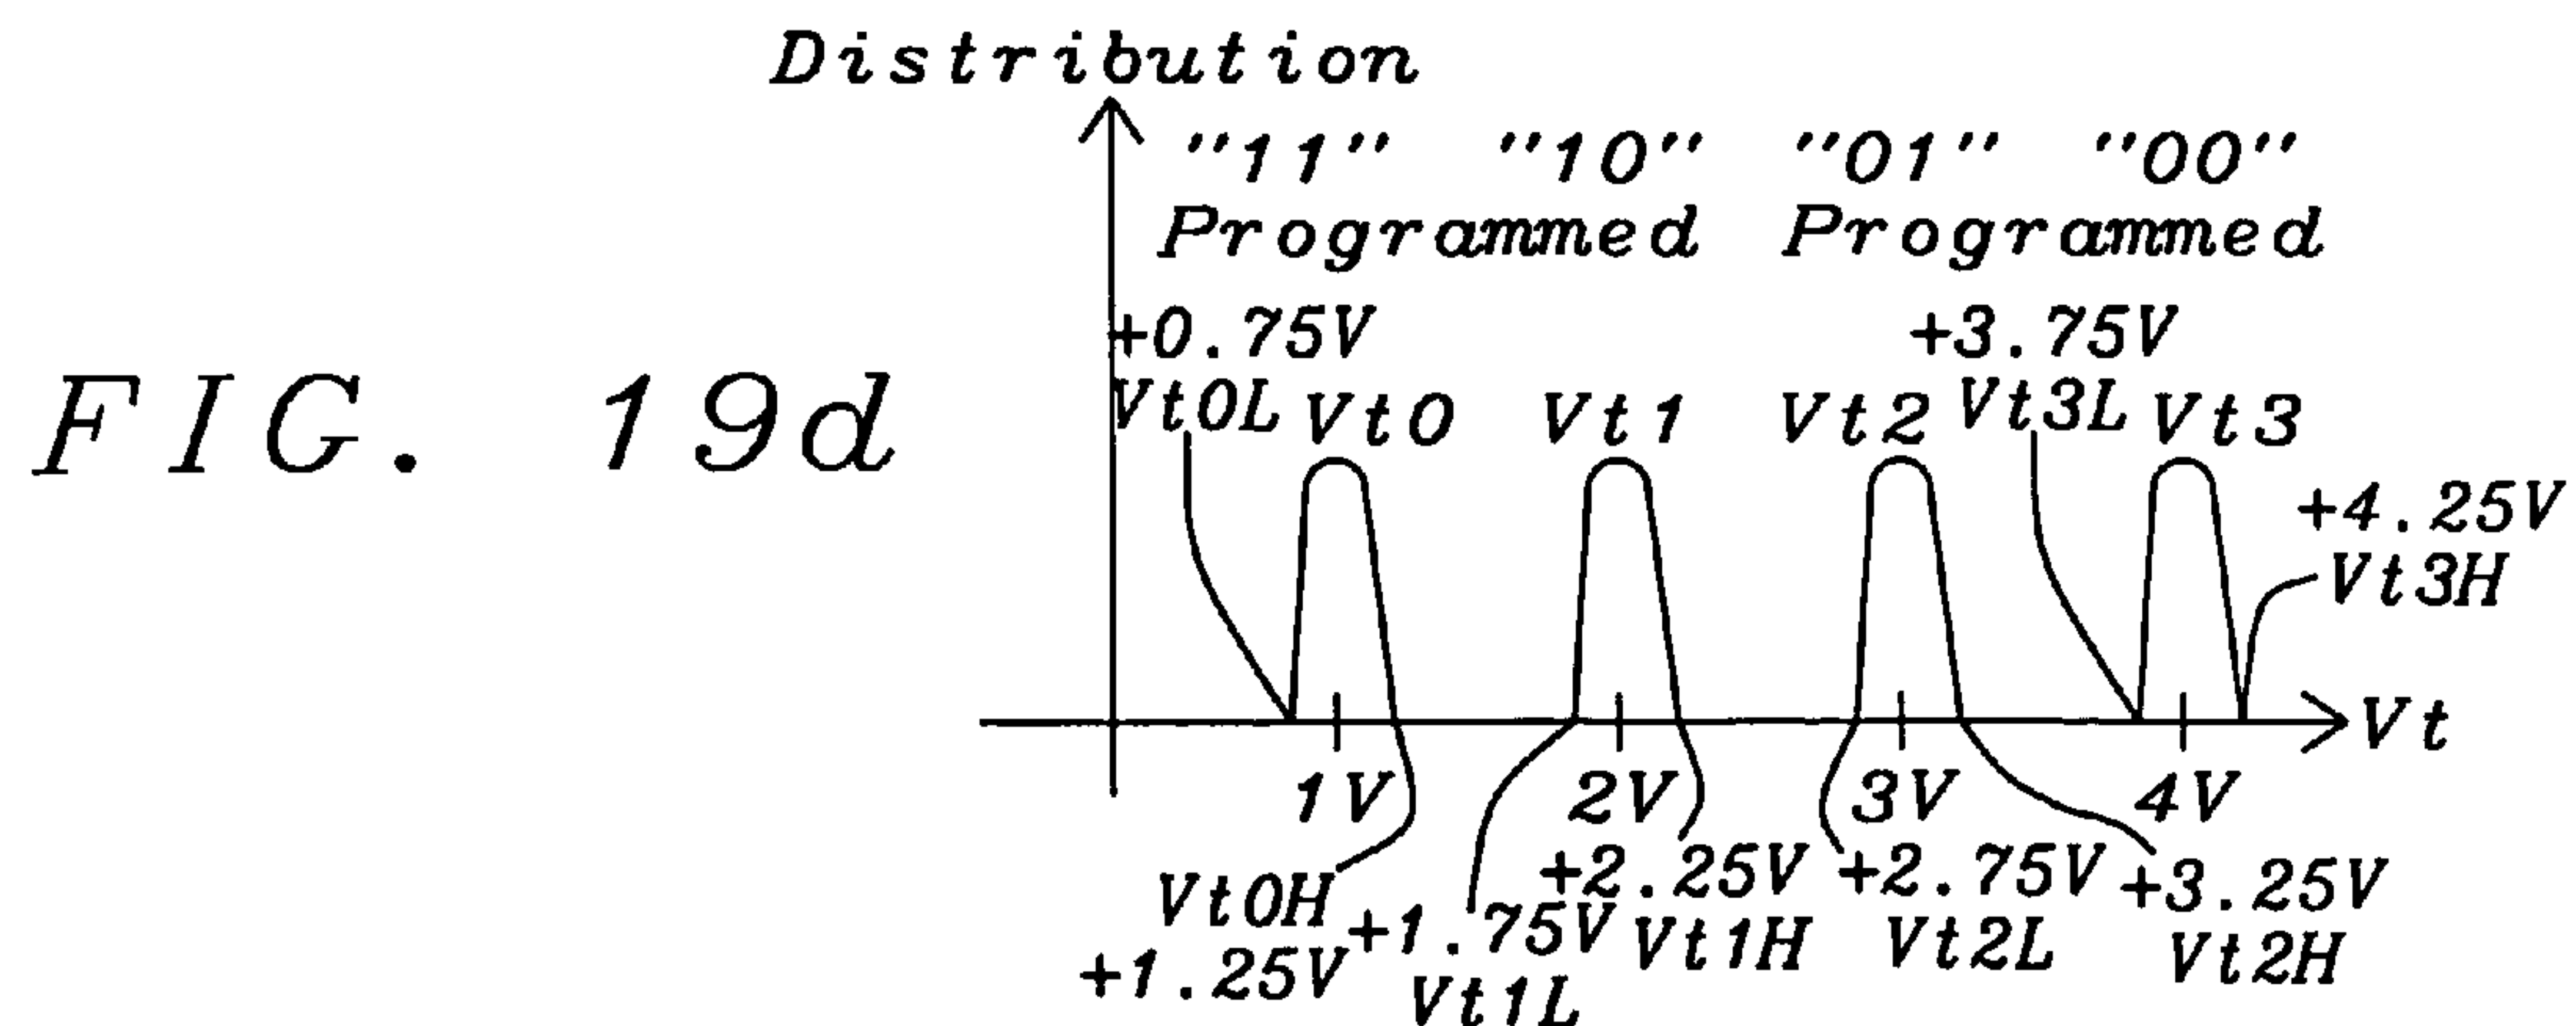 Distribution
"11" "10" "01" "00"
Programmed Programmed
+0.75V +3.75V
Vt0L Vt0 Vt1 Vt2 Vt3L Vt3
FIG. 19d
+4.25V
Vt3H
Vt
1V 2V 3V 4V
+2.25V +2.75V +3.25V
Vt0H +1.75V Vt1H Vt2L Vt2H
+1.25V Vt1L